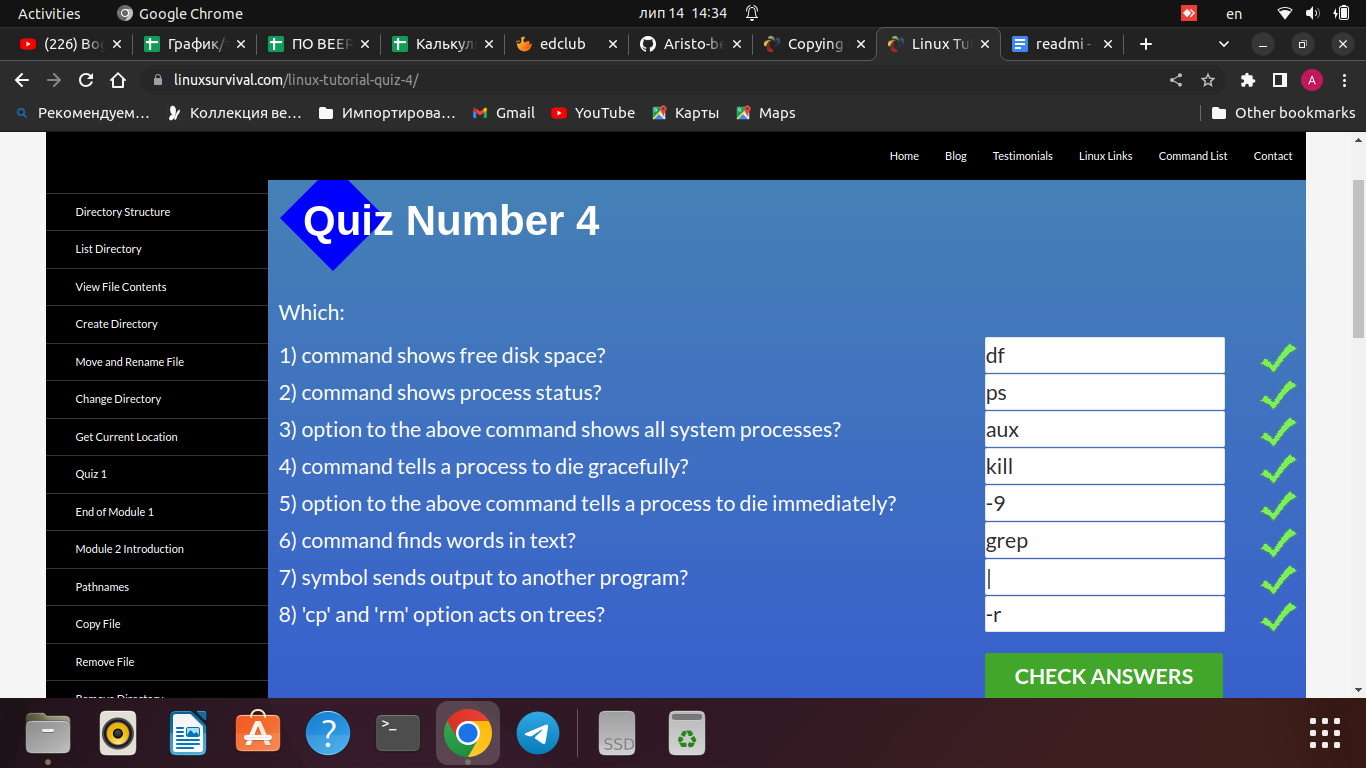 Activities Google Chrome лип 14 14:34 en
(226) Bo График/ ПО BEER Калькул edclub Aristo-be Copying Linux Tu readmi -
linuxsurvival.com/linux-tutorial-quiz-4/ A
Рекомендуем… Коллекция ве… Импортирова… Gmail YouTube Карты Maps Other bookmarks
Home Blog Testimonials Linux Links Command List Contact
Directory Structure
List Directory
View File Contents
Create Directory
Move and Rename File
Change Directory
Get Current Location
Quiz 1
End of Module 1
Module 2 Introduction
Pathnames
Copy File
Remove File
Remove Directory
Quiz Number 4
Which:
1) command shows free disk space? df
2) command shows process status? ps
3) option to the above command shows all system processes? aux
4) command tells a process to die gracefully? kill
5) option to the above command tells a process to die immediately? -9
6) command finds words in text? grep
7) symbol sends output to another program? |
8) 'cp' and 'rm' option acts on trees? -r
CHECK ANSWERS
SSD